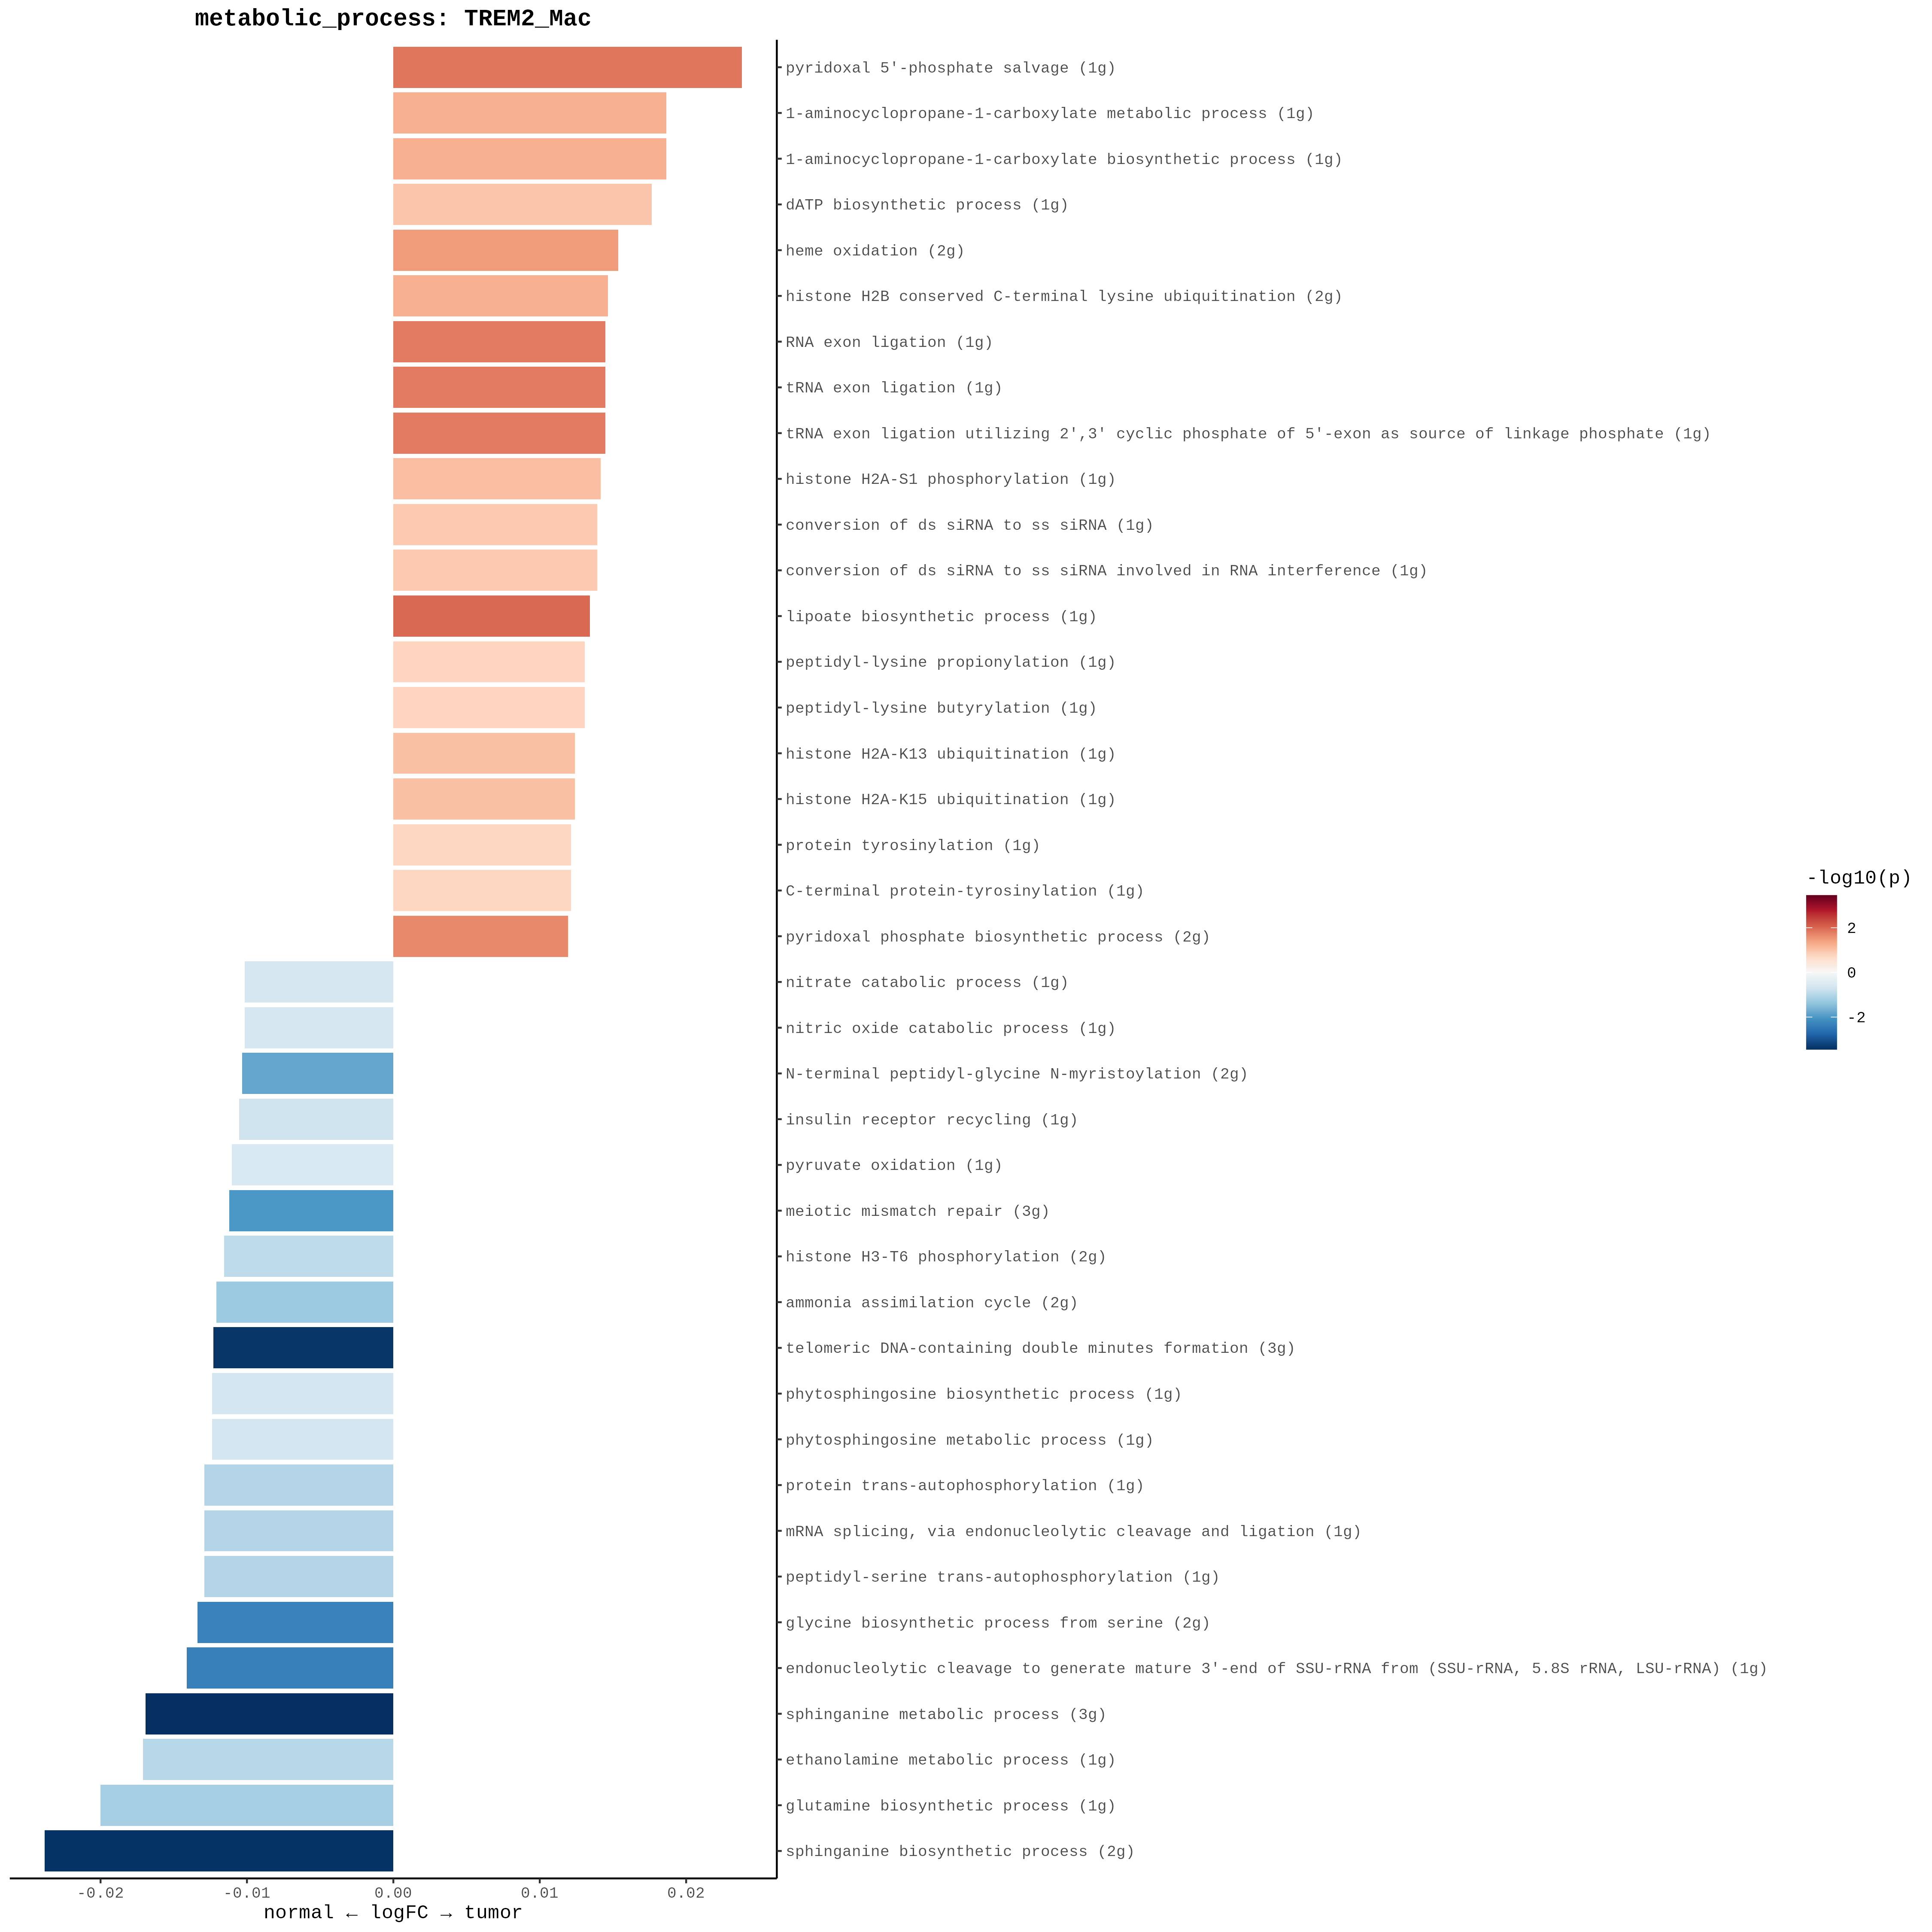 metabolic_process: TREM2_Mac
pyridoxal 5'-phosphate salvage (1g)
1-aminocyclopropane-1-carboxylate metabolic process (1g)
1-aminocyclopropane-1-carboxylate biosynthetic process (1g)
dATP biosynthetic process (1g)
heme oxidation (2g)
histone H2B conserved C-terminal lysine ubiquitination (2g)
RNA exon ligation (1g)
tRNA exon ligation (1g)
tRNA exon ligation utilizing 2',3' cyclic phosphate of 5'-exon as source of linkage phosphate (1g)
histone H2A-S1 phosphorylation (1g)
conversion of ds siRNA to ss siRNA (1g)
conversion of ds siRNA to ss siRNA involved in RNA interference (1g)
lipoate biosynthetic process (1g)
peptidyl-lysine propionylation (1g)
peptidyl-lysine butyrylation (1g)
histone H2A-K13 ubiquitination (1g)
histone H2A-K15 ubiquitination (1g)
protein tyrosinylation (1g)
C-terminal protein-tyrosinylation (1g)
pyridoxal phosphate biosynthetic process (2g)
nitrate catabolic process (1g)
nitric oxide catabolic process (1g)
N-terminal peptidyl-glycine N-myristoylation (2g)
insulin receptor recycling (1g)
pyruvate oxidation (1g)
meiotic mismatch repair (3g)
histone H3-T6 phosphorylation (2g)
ammonia assimilation cycle (2g)
telomeric DNA-containing double minutes formation (3g)
phytosphingosine biosynthetic process (1g)
phytosphingosine metabolic process (1g)
protein trans-autophosphorylation (1g)
mRNA splicing, via endonucleolytic cleavage and ligation (1g)
peptidyl-serine trans-autophosphorylation (1g)
glycine biosynthetic process from serine (2g)
endonucleolytic cleavage to generate mature 3'-end of SSU-rRNA from (SSU-rRNA, 5.8S rRNA, LSU-rRNA) (1g)
sphinganine metabolic process (3g)
ethanolamine metabolic process (1g)
glutamine biosynthetic process (1g)
sphinganine biosynthetic process (2g)
-0.02 -0.01 0.00 0.01 0.02
normal ← logFC → tumor
-log10(p)
2
0
-2